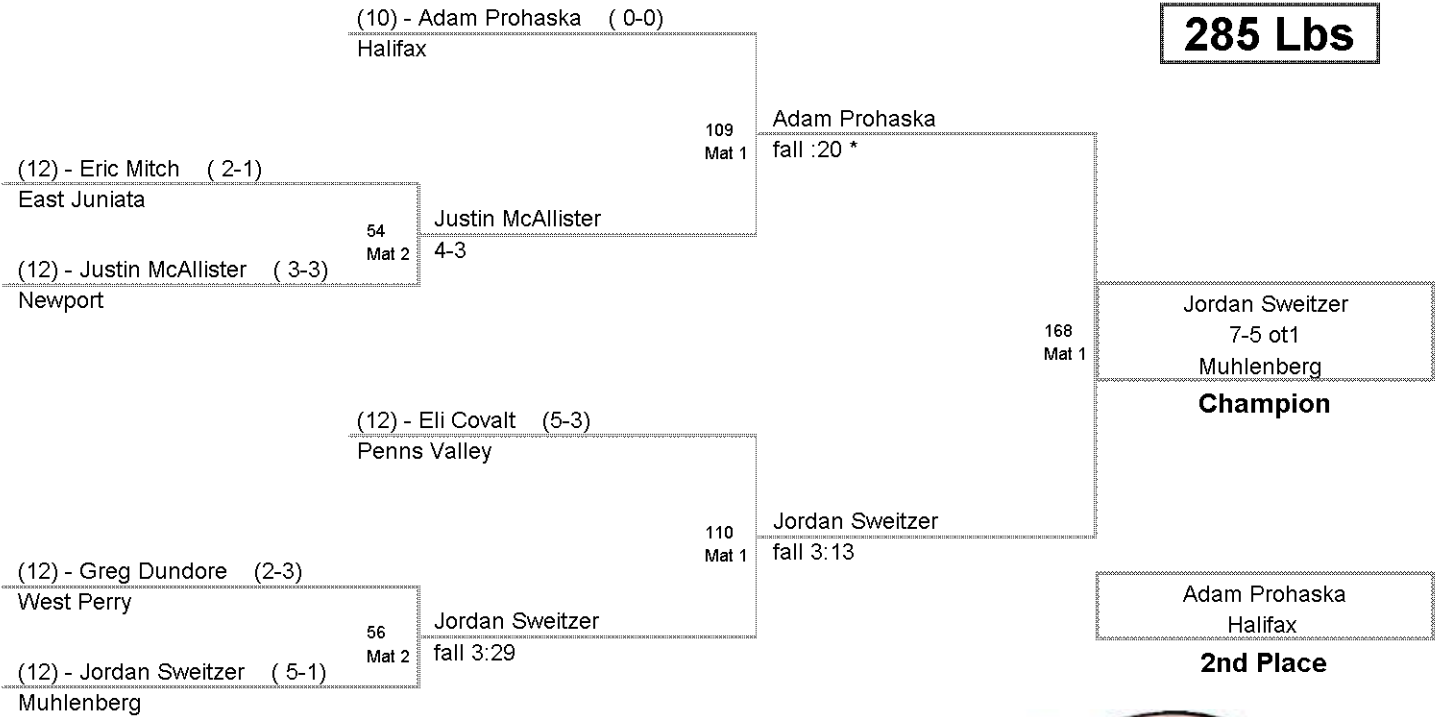 (10) - Adam Prohaska ( 0-0)
Halifax
285 Lbs
109
Mat 1
Adam Prohaska
fall :20 *
(12) - Eric Mitch ( 2-1)
East Juniata
54
Mat 2
Justin McAllister
4-3
(12) - Justin McAllister ( 3-3)
Newport
168
Mat 1
Jordan Sweitzer
7-5 ot1
Muhlenberg
Champion
(12) - Eli Covalt (5-3)
Penns Valley
110
Mat 1
Jordan Sweitzer
fall 3:13
(12) - Greg Dundore (2-3)
West Perry
56
Mat 2
Jordan Sweitzer
fall 3:29
(12) - Jordan Sweitzer ( 5-1)
Muhlenberg
Adam Prohaska
Halifax
2nd Place